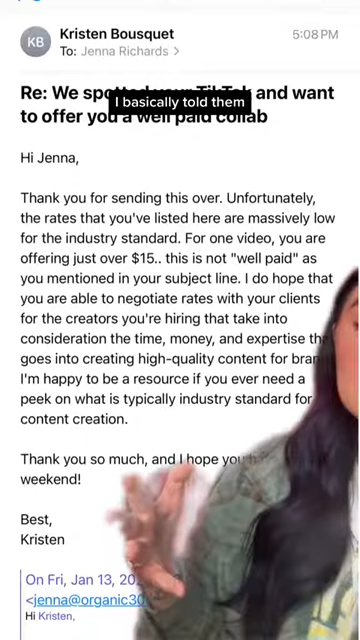 KB
Kristen Bousquet
5:08 PM
To: Jenna Richards >
Re: We spotted your TikTok and want
I basically told them
to offer you a well paid collab
Hi Jenna,
Thank you for sending this over. Unfortunately,
the rates that you've listed here are massively low
for the industry standard. For one video, you are
offering just over $15.. this is not "well paid" as
you mentioned in your subject line. I do hope that
you are able to negotiate rates with your clients
for the creators you're hiring that take into
consideration the time, money, and expertise
goes into creating high-quality content for
I'm happy to be a resource if you ever need a
peek on what is typically industry standard for
content creation.
Thank you so much, and I hope you
weekend!
Best,
Kristen
On Fri, Jan 13,
<jenna@organic
Hi Kristen,